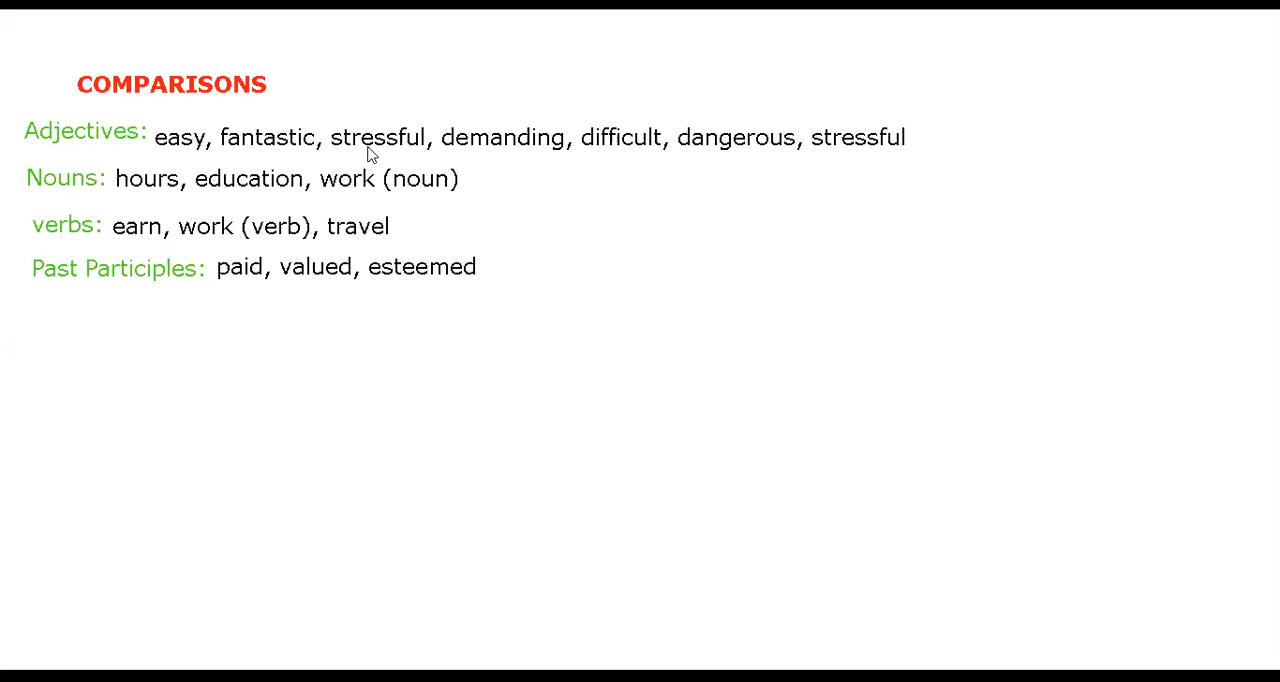 COMPARISONS
Adjectives: easy, fantastic, stressful, demanding, difficult, dangerous, stressful
Nouns: hours, education, work (noun)
verbs: earn, work (verb), travel
Past Participles: paid, valued, esteemed